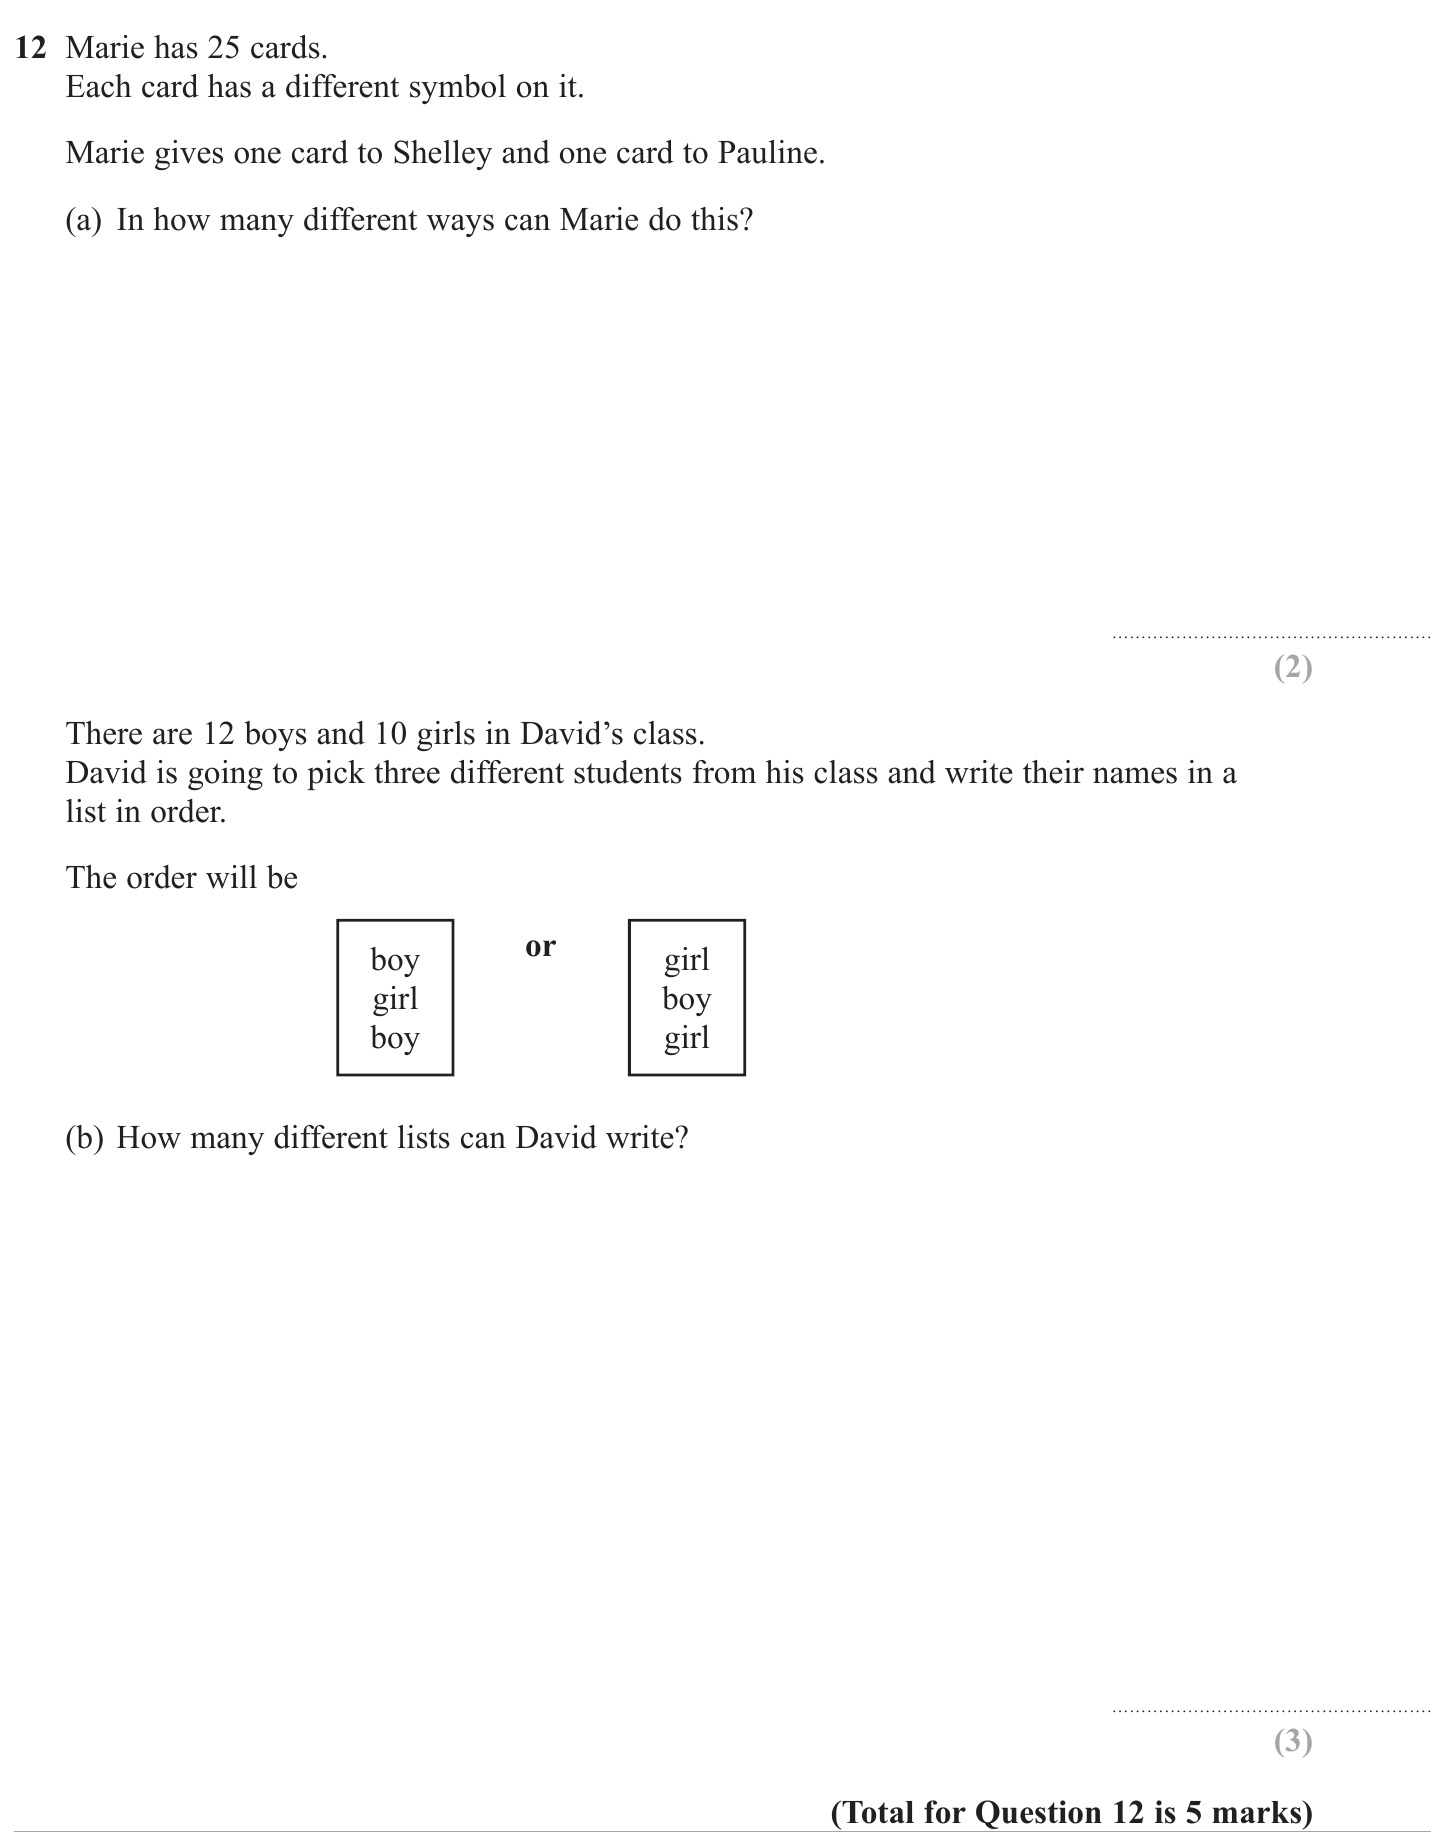 12 Marie has 25 cards.
Each card has a different symbol on it.
Marie gives one card to Shelley and one card to Pauline.
(a) In how many different ways can Marie do this?
(2)
There are 12 boys and 10 girls in David’s class.
David is going to pick three different students from his class and write their names in a
list in order.
The order will be
boy
girl
boy
or
girl
boy
girl
(b) How many different lists can David write?
(3)
(Total for Question 12 is 5 marks)